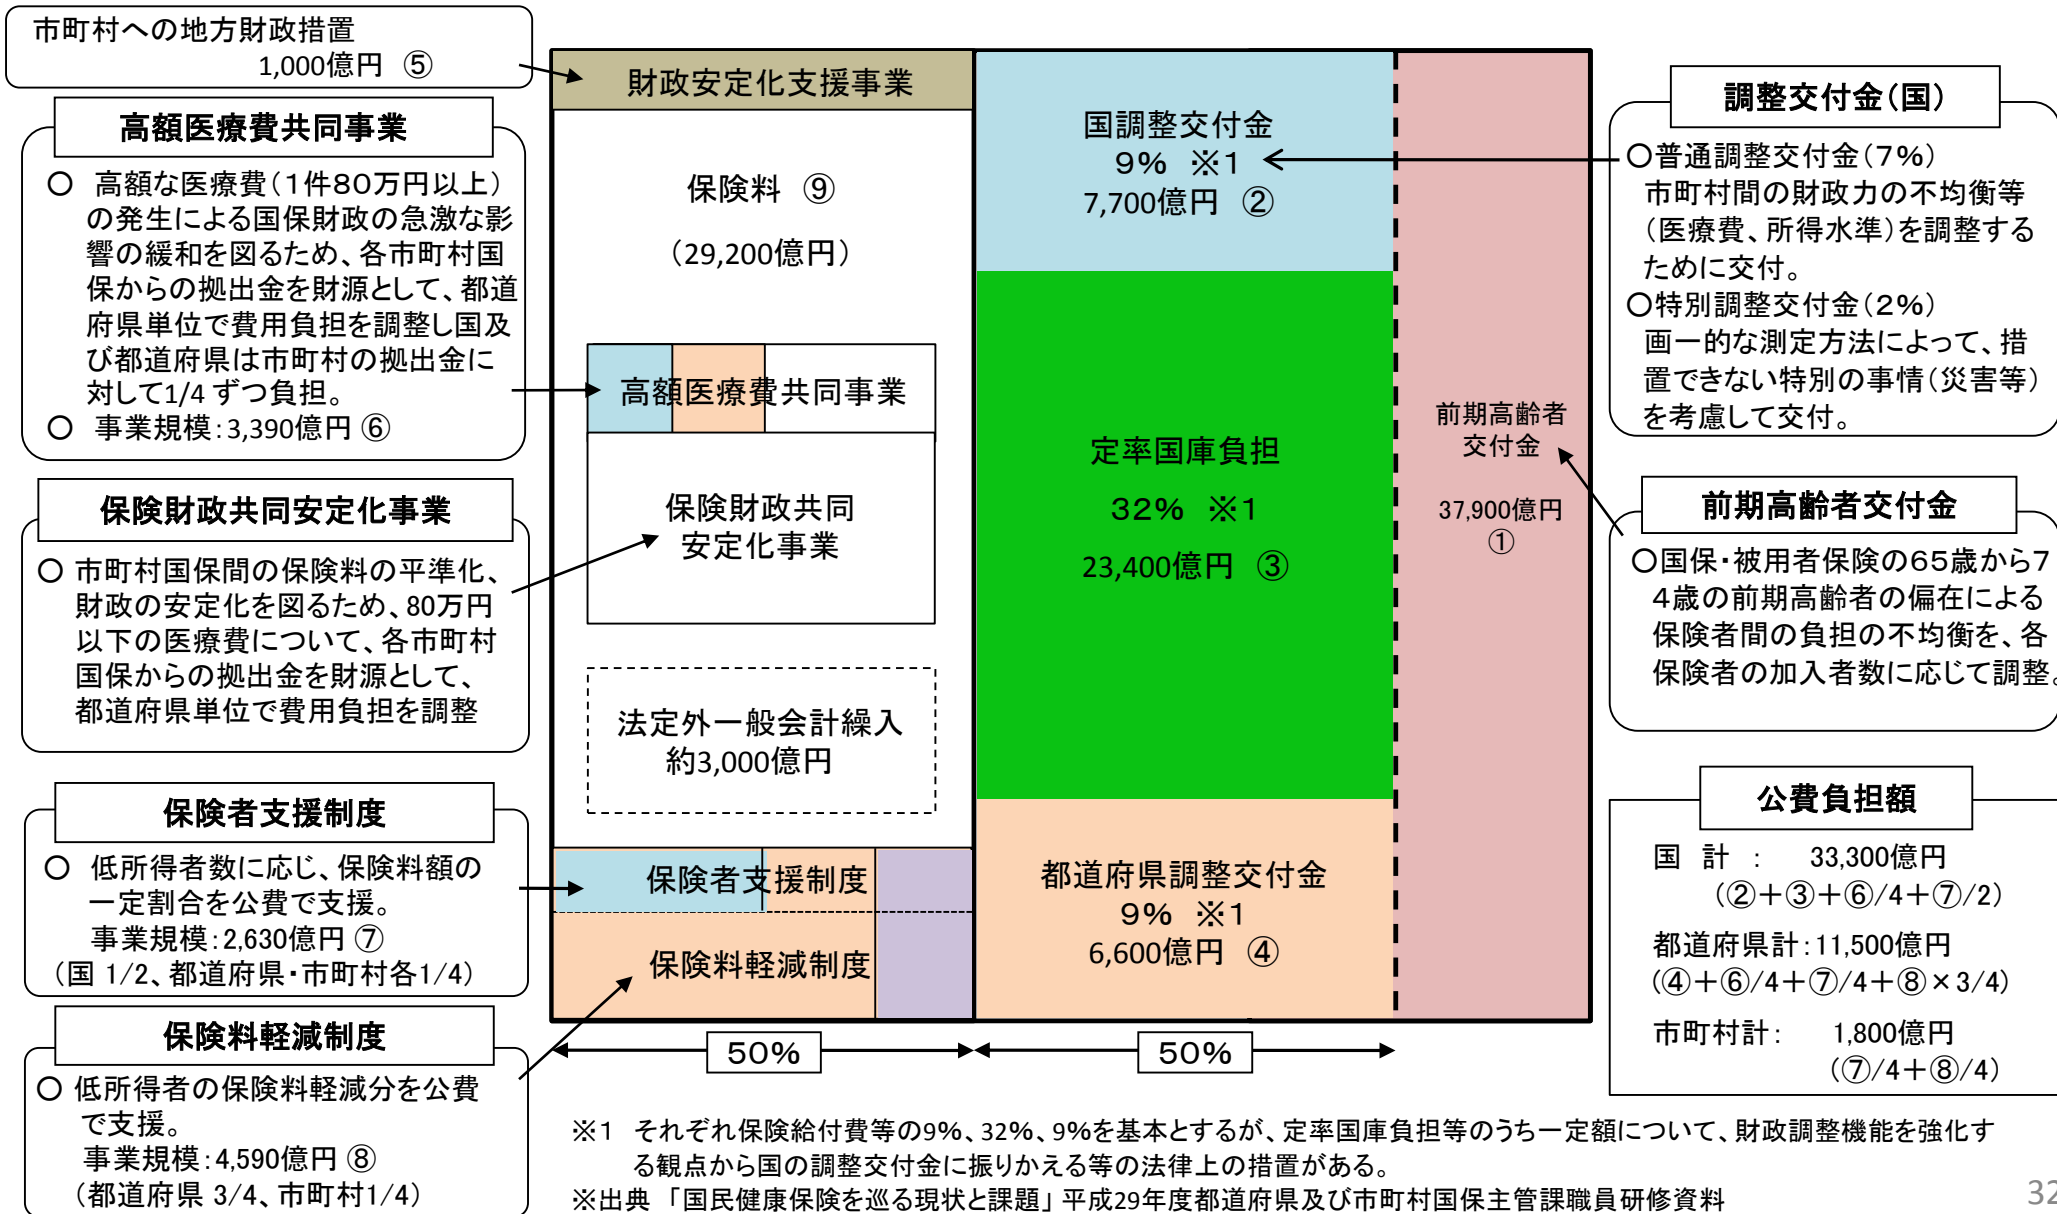 市町村への地方財政措置
1,000億円 ⑤
高額医療費共同事業
○ 高額な医療費（１件８０万円以上）
の発生による国保財政の急激な影
響の緩和を図るため、各市町村国
保からの拠出金を財源として、都道
府県単位で費用負担を調整し国及
び都道府県は市町村の拠出金に
対して1/4 ずつ負担。
○ 事業規模：3,390億円 ⑥
保険財政共同安定化事業
○ 市町村国保間の保険料の平準化、
財政の安定化を図るため、80万円
以下の医療費について、各市町村
国保からの拠出金を財源として、
都道府県単位で費用負担を調整
保険者支援制度
○ 低所得者数に応じ、保険料額の
一定割合を公費で支援。
事業規模：2,630億円 ⑦
（国 1/2、都道府県・市町村各1/4）
保険料軽減制度
○ 低所得者の保険料軽減分を公費
で支援。
事業規模：4,590億円 ⑧
（都道府県 3/4、市町村1/4）
財政安定化支援事業
保険料 ⑨
（29,200億円）
高額医療費共同事業
保険財政共同
安定化事業
法定外一般会計繰入
約3,000億円
保険者支援制度
保険料軽減制度
国調整交付金
９％ ※１
7,700億円 ②
定率国庫負担
３２％ ※１
23,400億円 ③
都道府県調整交付金
９％ ※１
6,600億円 ④
前期高齢者
交付金
37,900億円
①
５０％
５０％
調整交付金（国）
○普通調整交付金（７％）
市町村間の財政力の不均衡等
（医療費、所得水準）を調整する
ために交付。
○特別調整交付金（２％）
画一的な測定方法によって、措
置できない特別の事情（災害等）
を考慮して交付。
前期高齢者交付金
○国保・被用者保険の６５歳から７
４歳の前期高齢者の偏在による
保険者間の負担の不均衡を、各
保険者の加入者数に応じて調整。
公費負担額
国 計 ： 33,300億円
（②＋③＋⑥/4＋⑦/2）
都道府県計：11,500億円
（④＋⑥/4＋⑦/4＋⑧×3/4）
市町村計： 1,800億円
（⑦/4＋⑧/4）
※１ それぞれ保険給付費等の9%、32%、9%を基本とするが、定率国庫負担等のうち一定額について、財政調整機能を強化す
る観点から国の調整交付金に振りかえる等の法律上の措置がある。
※出典 「国民健康保険を巡る現状と課題」 平成29年度都道府県及び市町村国保主管課職員研修資料
32